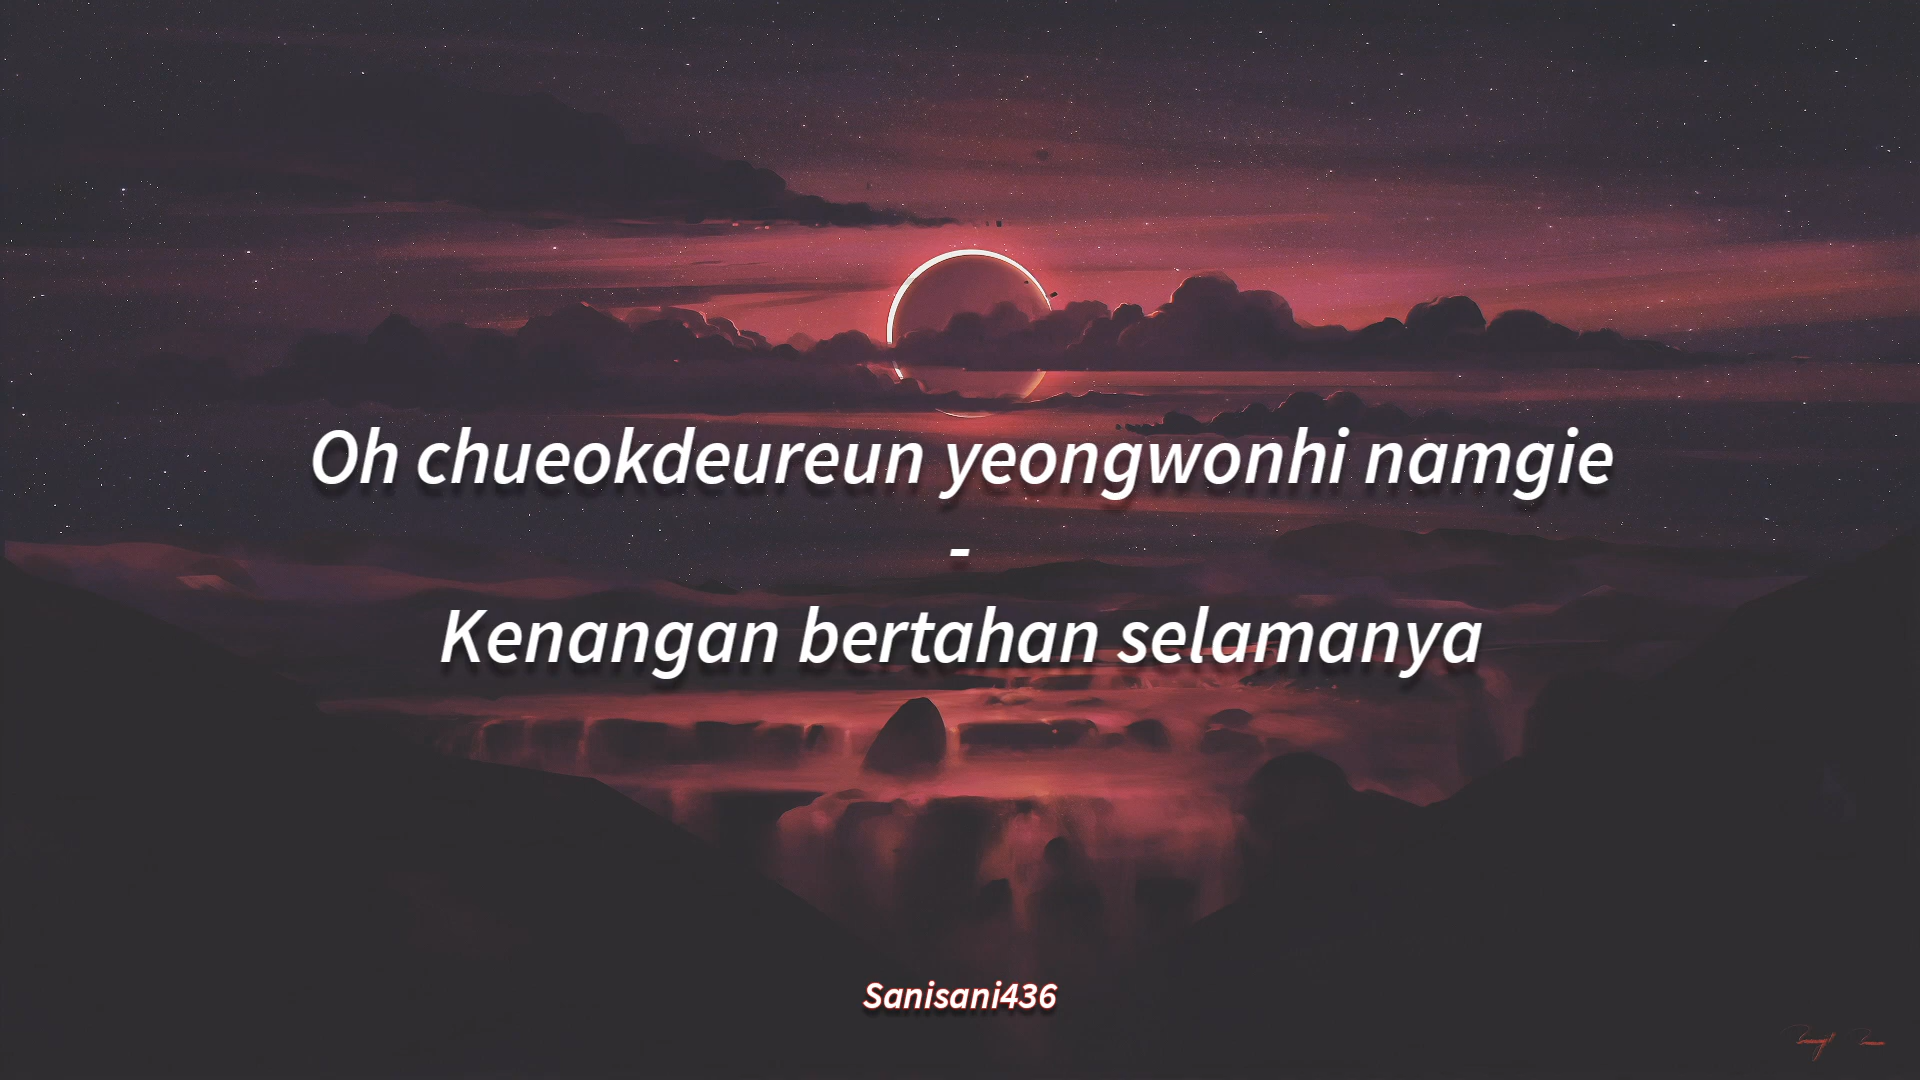 Oh chueokdeureun yeongwonhi namgie
-
Kenangan bertahan selamanya
Sanisani436